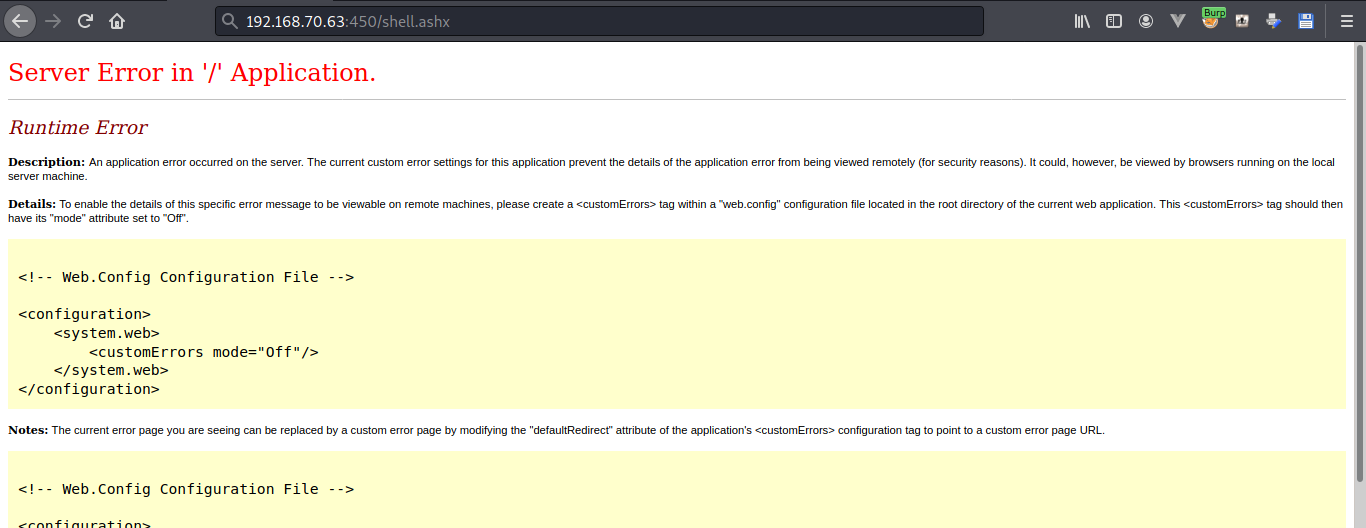 192.168.70.63:450/shell.ashx
Burp
Server Error in '/' Application.
Runtime Error
Description: An application error occurred on the server. The current custom error settings for this application prevent the details of the application error from being viewed remotely (for security reasons). It could, however, be viewed by browsers running on the local
server machine.
Details: To enable the details of this specific error message to be viewable on remote machines, please create a <customErrors> tag within a "web.config" configuration file located in the root directory of the current web application. This <customErrors> tag should then
have its "mode" attribute set to "Off".
<!-- Web.Config Configuration File -->
<configuration>
    <system.web>
        <customErrors mode="Off"/>
    </system.web>
</configuration>
Notes: The current error page you are seeing can be replaced by a custom error page by modifying the "defaultRedirect" attribute of the application's <customErrors> configuration tag to point to a custom error page URL.
<!-- Web.Config Configuration File -->
<configuration>